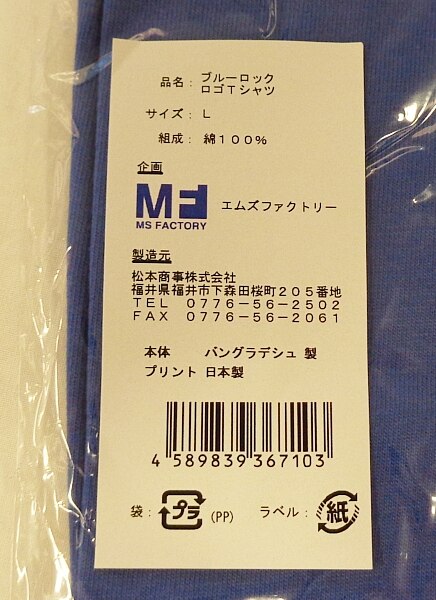 品名： ブルーロック
ロゴTシャツ
サイズ： L
組成： 綿１００％
企画
MF
MS FACTORY
エムズファクトリー
製造元
松本商事株式会社
福井県福井市下森田桜町２０５番地
TEL 0776-56-2502
FAX 0776-56-2061
本体 バングラデシュ 製
プリント 日本製
4 589839 367103
袋： プラ (PP) ラベル： 紙